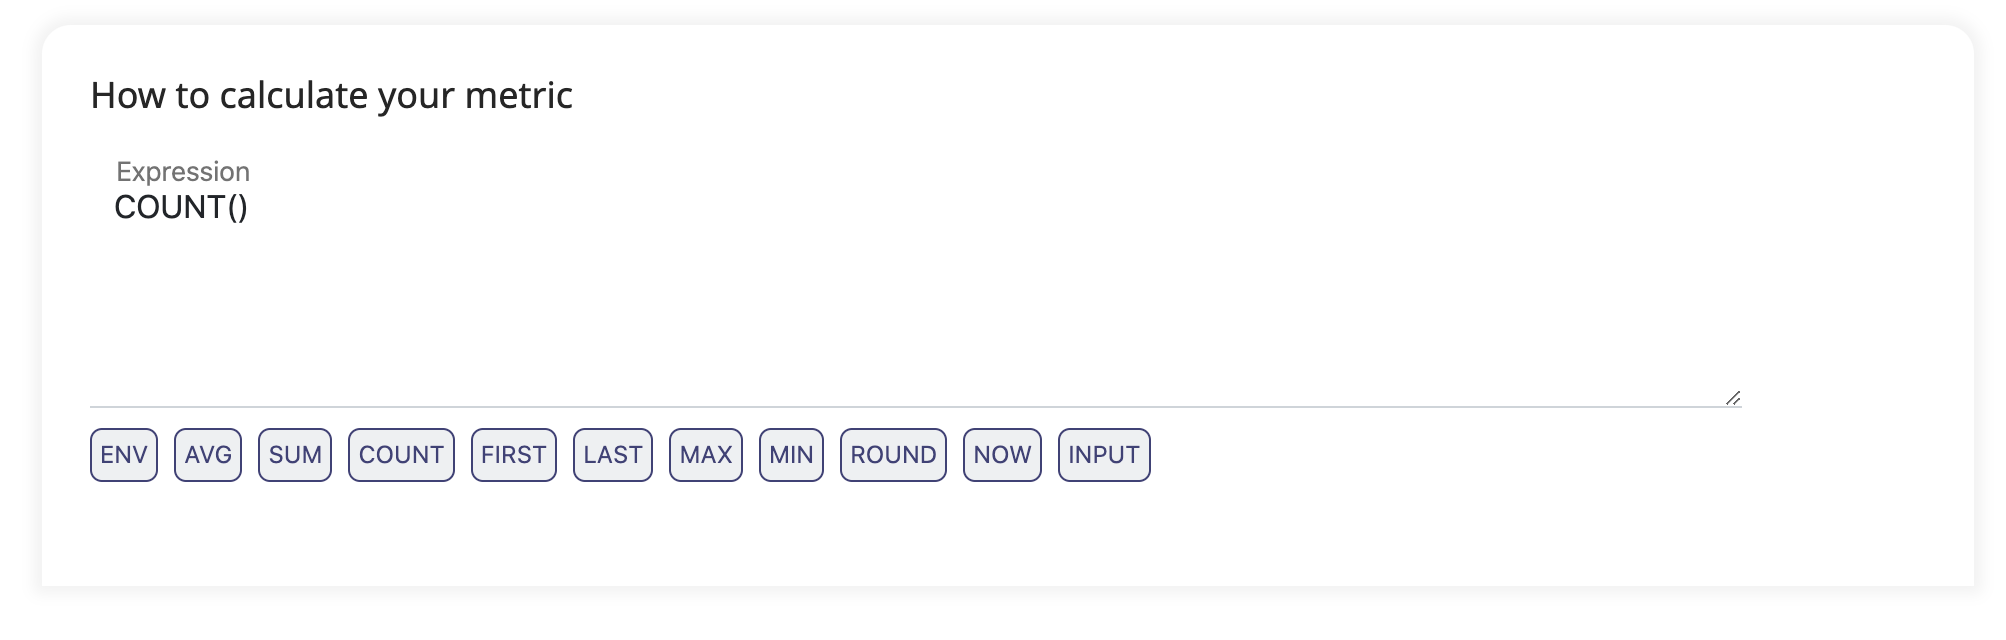 How to calculate your metric
Expression
COUNT()
ENV AVG SUM COUNT FIRST LAST MAX MIN ROUND NOW INPUT